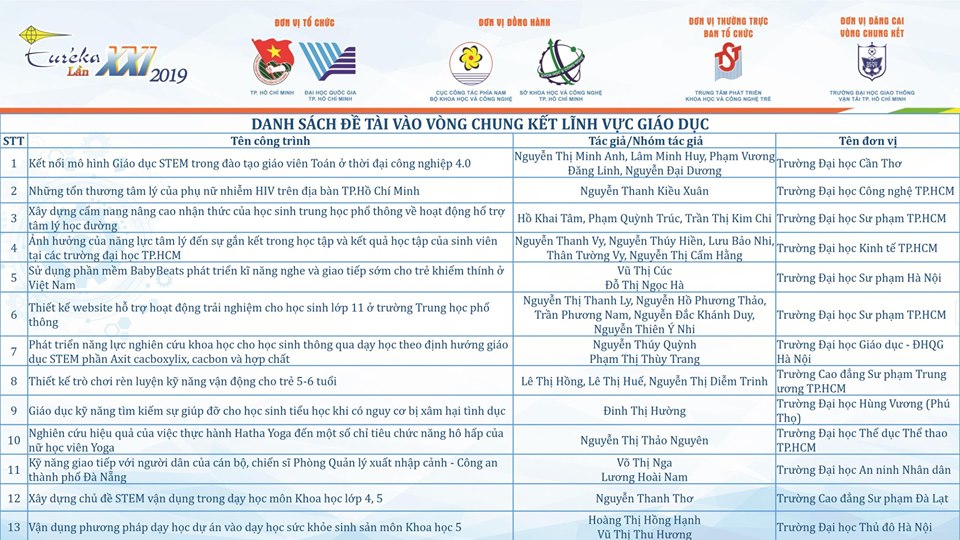 Eureka
Lần XXI 2019
ĐƠN VỊ TỔ CHỨC
TP. HỒ CHÍ MINH
ĐẠI HỌC QUỐC GIA
TP. HỒ CHÍ MINH
ĐƠN VỊ ĐỒNG HÀNH
CỤC CÔNG TÁC PHÍA NAM
BỘ KHOA HỌC VÀ CÔNG NGHỆ
SỞ KHOA HỌC VÀ CÔNG NGHỆ
TP. HỒ CHÍ MINH
ĐƠN VỊ THƯỜNG TRỰC
BAN TỔ CHỨC
TST
TRUNG TÂM PHÁT TRIỂN
KHOA HỌC VÀ CÔNG NGHỆ TRẺ
ĐƠN VỊ ĐĂNG CAI
VÒNG CHUNG KẾT
TRƯỜNG ĐẠI HỌC GIAO THÔNG
VẬN TẢI TP. HỒ CHÍ MINH
DANH SÁCH ĐỀ TÀI VÀO VÒNG CHUNG KẾT LĨNH VỰC GIÁO DỤC
STT Tên công trình Tác giả/Nhóm tác giả Tên đơn vị
1 Kết nối mô hình Giáo dục STEM trong đào tạo giáo viên Toán ở thời đại công nghiệp 4.0
Nguyễn Thị Minh Anh, Lâm Minh Huy, Phạm Vương
Đăng Linh, Nguyễn Đại Dương
Trường Đại học Cần Thơ
2 Những tổn thương tâm lý của phụ nữ nhiễm HIV trên địa bàn TP.Hồ Chí Minh
Nguyễn Thanh Kiều Xuân
Trường Đại học Công nghệ TP.HCM
3 Xây dựng cẩm nang nâng cao nhận thức của học sinh trung học phổ thông về hoạt động hổ trợ
tâm lý học đường
Hồ Khai Tâm, Phạm Quỳnh Trúc, Trần Thị Kim Chi
Trường Đại học Sư phạm TP.HCM
4 Ảnh hưởng của năng lực tâm lý đến sự gắn kết trong học tập và kết quả học tập của sinh viên
tại các trường đại học TP.HCM
Nguyễn Thanh Vy, Nguyễn Thúy Hiền, Lưu Bảo Nhi,
Thân Tường Vy, Nguyễn Thị Cẩm Hằng
Trường Đại học Kinh tế TP.HCM
5 Sử dụng phần mềm BabyBeats phát triển kĩ năng nghe và giao tiếp sớm cho trẻ khiếm thính ở
Việt Nam
Vũ Thị Cúc
Đỗ Thị Ngọc Hà
Trường Đại học Sư phạm Hà Nội
6 Thiết kế website hỗ trợ hoạt động trải nghiệm cho học sinh lớp 11 ở trường Trung học phổ
thông
Nguyễn Thị Thanh Ly, Nguyễn Hồ Phương Thảo,
Trần Phương Nam, Nguyễn Đắc Khánh Duy,
Nguyễn Thiên Ý Nhi
Trường Đại học Sư phạm TP.HCM
7 Phát triển năng lực nghiên cứu khoa học cho học sinh thông qua dạy học theo định hướng giáo
dục STEM phần Axit cacboxylix, cacbon và hợp chất
Nguyễn Thúy Quỳnh
Phạm Thị Thùy Trang
Trường Đại học Giáo dục - ĐHQG
Hà Nội
8 Thiết kế trò chơi rèn luyện kỹ năng vận động cho trẻ 5-6 tuổi
Lê Thị Hồng, Lê Thị Huế, Nguyễn Thị Diễm Trinh
Trường Cao đẳng Sư phạm Trung
ương TP.HCM
9 Giáo dục kỹ năng tìm kiếm sự giúp đỡ cho học sinh tiểu học khi có nguy cơ bị xâm hại tình dục
Đinh Thị Hường
Trường Đại học Hùng Vương (Phú
Thọ)
10 Nghiên cứu hiệu quả của việc thực hành Hatha Yoga đến một số chỉ tiêu chức năng hô hấp của
nữ học viên Yoga
Nguyễn Thị Thảo Nguyên
Trường Đại học Thể dục Thể thao
TP.HCM
11 Kỹ năng giao tiếp với người dân của cán bộ, chiến sĩ Phòng Quản lý xuất nhập cảnh - Công an
thành phố Đà Nẵng
Võ Thị Nga
Lương Hoài Nam
Trường Đại học An ninh Nhân dân
12 Xây dựng chủ đề STEM vận dụng trong dạy học môn Khoa học lớp 4, 5
Nguyễn Thanh Thơ
Trường Cao đẳng Sư phạm Đà Lạt
13 Vận dụng phương pháp dạy học dự án vào dạy học sức khỏe sinh sản môn Khoa học 5
Hoàng Thị Hồng Hạnh
Vũ Thị Thu Hương
Trường Đại học Thủ đô Hà Nội